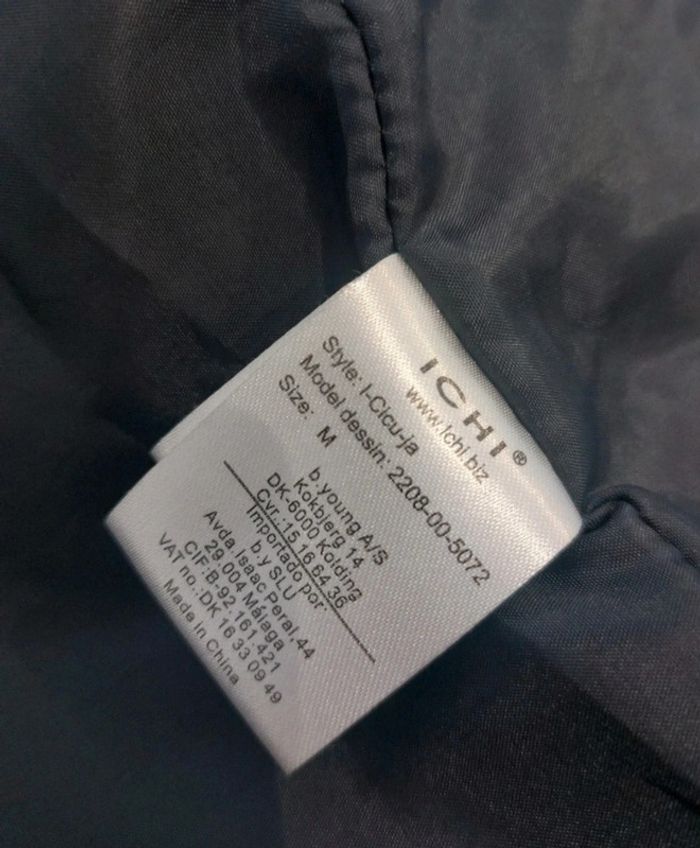 ICHI®
www.ichi.biz
Style: I-Cicu-ja
Model dessin: 2208-00-5072
Size: M
b.young A/S
Kokbjerg 14
DK-6000 Kolding
Cvr.:15 16 64 36
Importado por:
b.y SLU
Avda. Isaac Peral,44
29.004 Málaga
CIF:B-92.161.421
VAT no.:DK 16 33 09 49
Made in China